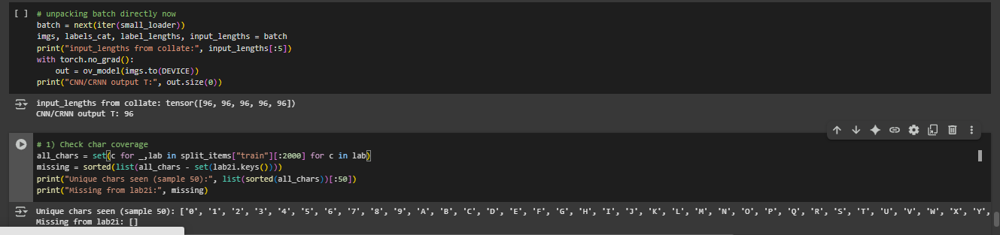 [ ] # unpacking batch directly now
batch = next(iter(small_loader))
imgs, labels_cat, label_lengths, input_lengths = batch
print("input_lengths from collate:", input_lengths[:5])
with torch.no_grad():
    out = ov_model(imgs.to(DEVICE))
print("CNN/CRNN output T:", out.size(0))
input_lengths from collate: tensor([96, 96, 96, 96, 96])
CNN/CRNN output T: 96
# 1) Check char coverage
all_chars = set(c for _,lab in split_items["train"][:2000] for c in lab)
missing = sorted(list(all_chars - set(lab2i.keys())))
print("Unique chars seen (sample 50):", list(sorted(all_chars))[:50])
print("Missing from lab2i:", missing)
Unique chars seen (sample 50): ['0', '1', '2', '3', '4', '5', '6', '7', '8', '9', 'A', 'B', 'C', 'D', 'E', 'F', 'G', 'H', 'I', 'J', 'K', 'L', 'M', 'N', 'O', 'P', 'Q', 'R', 'S', 'T', 'U', 'V', 'W', 'X', 'Y',
Missing from lab2i: []